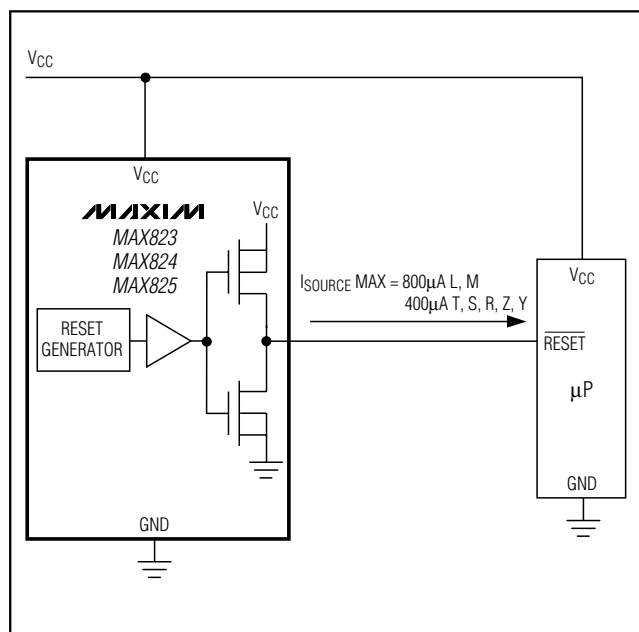 VCC
VCC
MAXIM
MAX823
MAX824
MAX825
VCC
RESET
GENERATOR
GND
ISOURCE MAX = 800µA L, M
400µA T, S, R, Z, Y
VCC
RESET
µP
GND